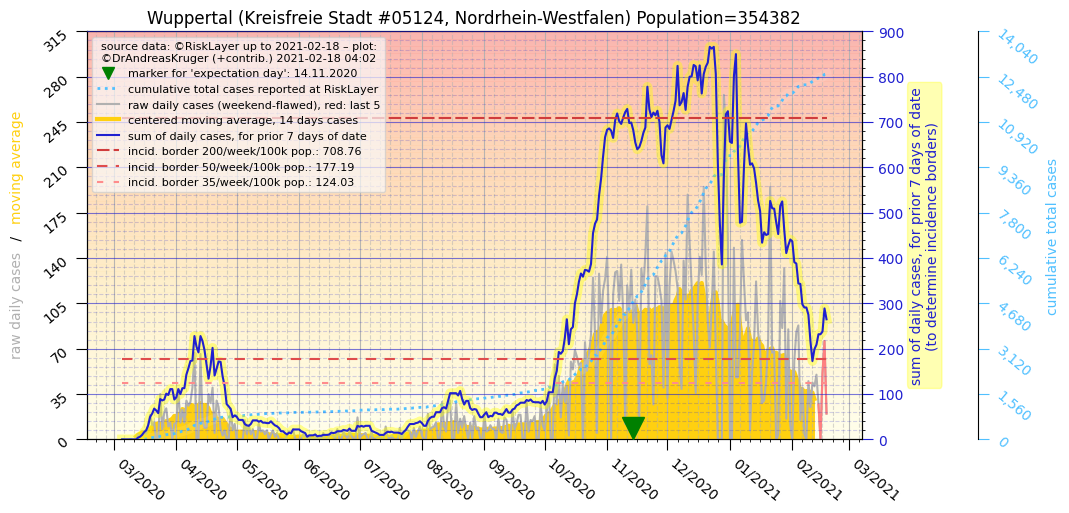 Wuppertal (Kreisfreie Stadt #05124, Nordrhein-Westfalen) Population=354382
source data: ©RiskLayer up to 2021-02-18 – plot:
©DrAndreasKruger (+contrib.) 2021-02-18 04:02
marker for 'expectation day': 14.11.2020
cumulative total cases reported at RiskLayer
raw daily cases (weekend-flawed), red: last 5
centered moving average, 14 days cases
sum of daily cases, for prior 7 days of date
incid. border 200/week/100k pop.: 708.76
incid. border 50/week/100k pop.: 177.19
incid. border 35/week/100k pop.: 124.03
raw daily cases / moving average
315
280
245
210
175
140
105
70
35
0
03/2020
04/2020
05/2020
06/2020
07/2020
08/2020
09/2020
10/2020
11/2020
12/2020
01/2021
02/2021
03/2021
900
800
700
600
500
400
300
200
100
0
sum of daily cases, for prior 7 days of date
(to determine incidence borders)
14,040
12,480
10,920
9,360
7,800
6,240
4,680
3,120
1,560
0
cumulative total cases